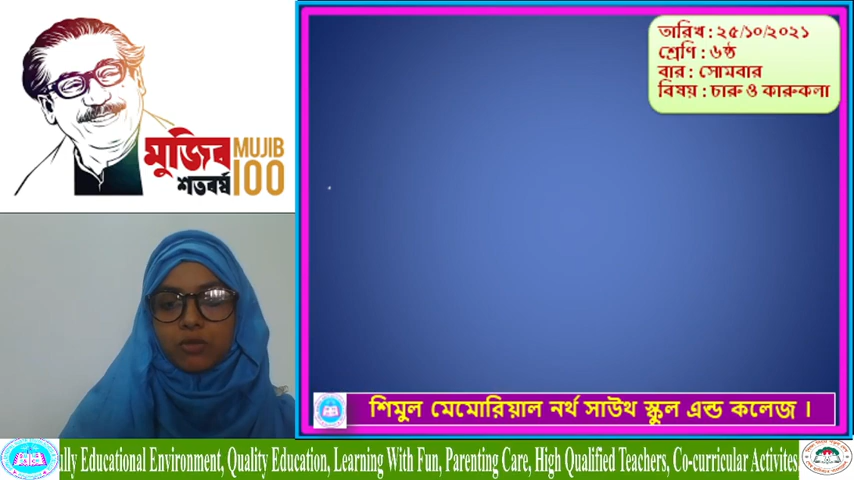 তারিখ : ২৫/১০/২০২১
শ্রেণি : ৬ষ্ঠ
বার : সোমবার
বিষয় : চারু ও কারুকলা
মুজিব
শতবর্ষ
MUJIB
100
শিমুল মেমোরিয়াল নর্থ সাউথ স্কুল এন্ড কলেজ ।
lly Educational Environment, Quality Education, Learning With Fun, Parenting Care, High Qualified Teachers, Co-curricular Activites